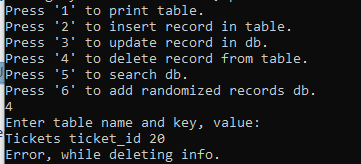 Press '1' to print table.
Press '2' to insert record in table.
Press '3' to update record in db.
Press '4' to delete record from table.
Press '5' to search db.
Press '6' to add randomized records db.
4
Enter table name and key, value:
Tickets ticket_id 20
Error, while deleting info.